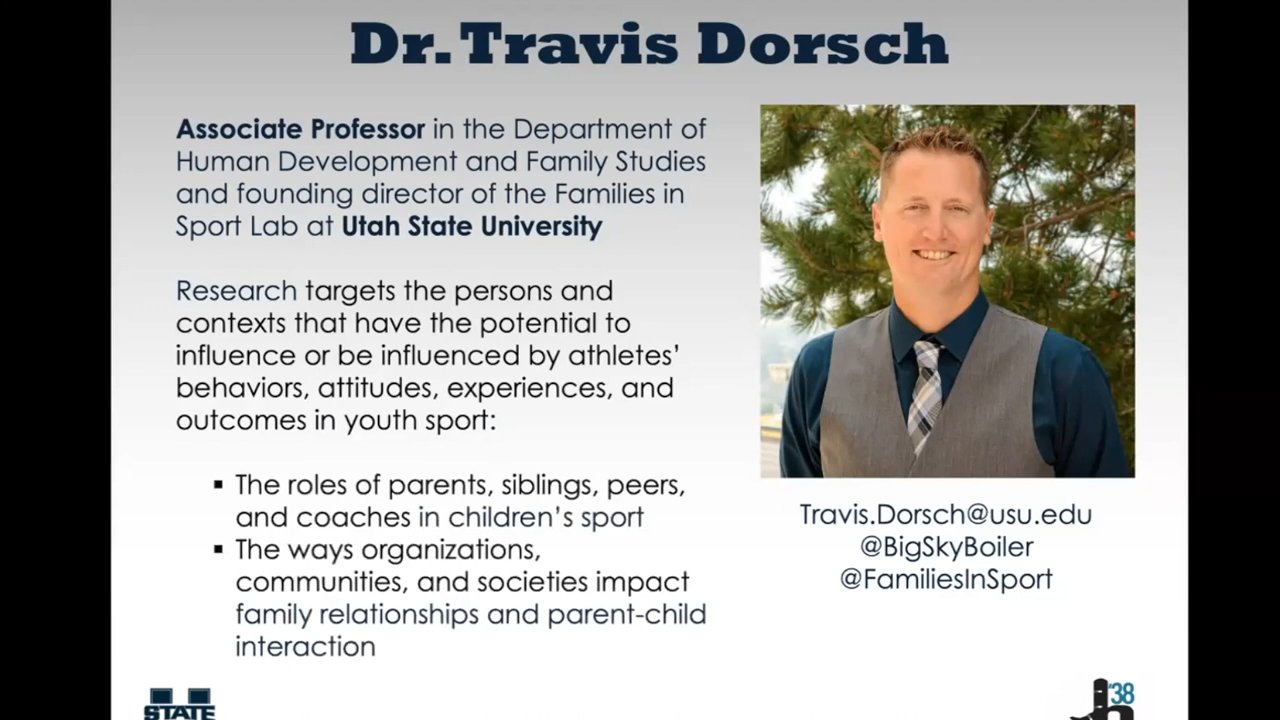 Dr. Travis Dorsch
Associate Professor in the Department of
Human Development and Family Studies
and founding director of the Families in
Sport Lab at Utah State University
Research targets the persons and
contexts that have the potential to
influence or be influenced by athletes’
behaviors, attitudes, experiences, and
outcomes in youth sport:
▪ The roles of parents, siblings, peers,
and coaches in children’s sport
▪ The ways organizations,
communities, and societies impact
family relationships and parent-child
interaction
Travis.Dorsch@usu.edu
@BigSkyBoiler
@FamiliesInSport
STATE
'38